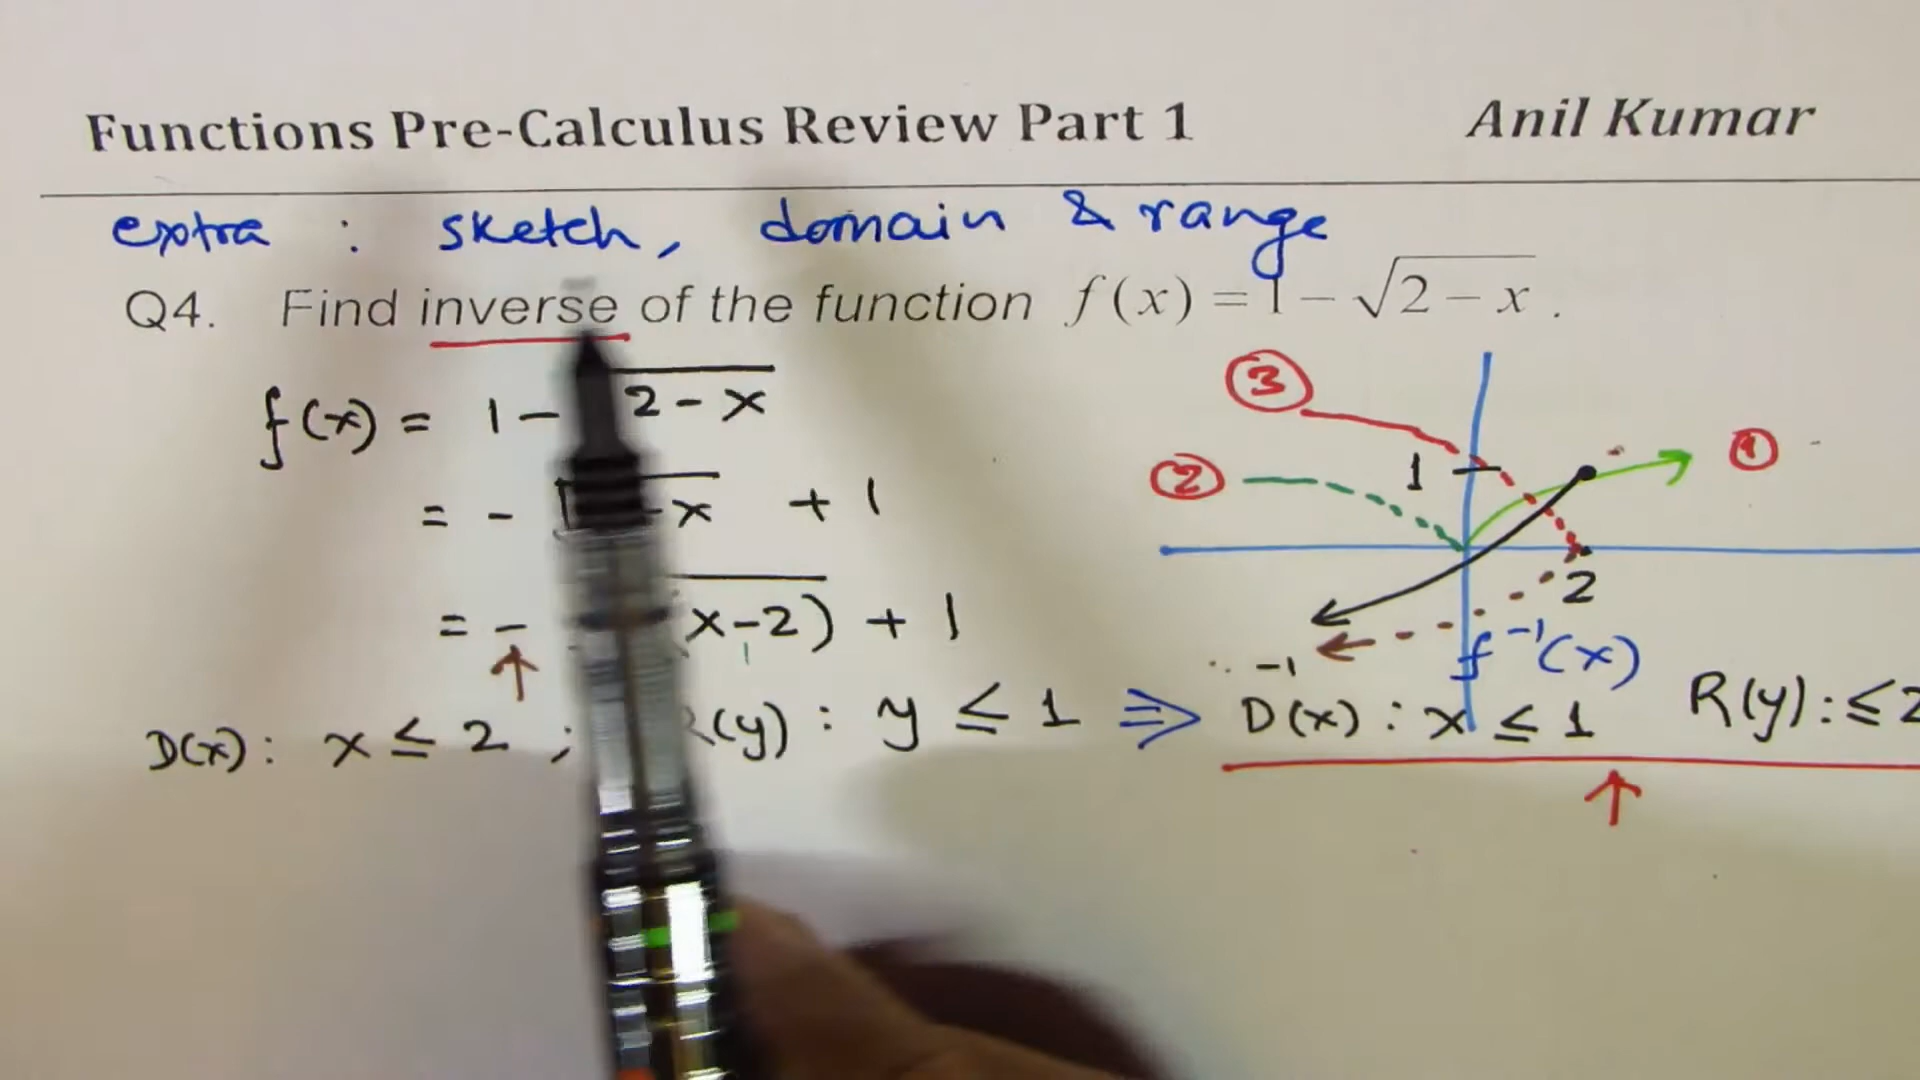 Functions Pre-Calculus Review Part 1 Anil Kumar
extra : sketch, domain & range
Q4. Find inverse of the function f(x) = 1 − √2 − x .
f(x) = 1 − 2 − x
= − - x + 1
= − x − 2) + 1
D(x) : x ≤ 2 ; (y) : y ≤ 1 ⇒ D(x) : x ≤ 1 R(y) : ≤ 2
③
② 1 ①
2
-1 f⁻¹(x)